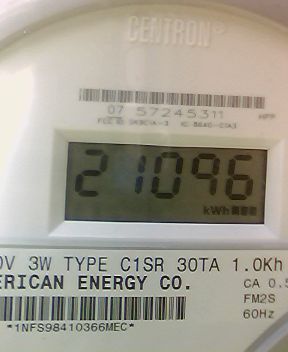 CENTRON®
07 57245311
21096
kWh
0V 3W TYPE C1SR 30TA 1.0Kh
ERICAN ENERGY CO.
CA 0.5
FM2S
60Hz
*1NFS98410366MEC*